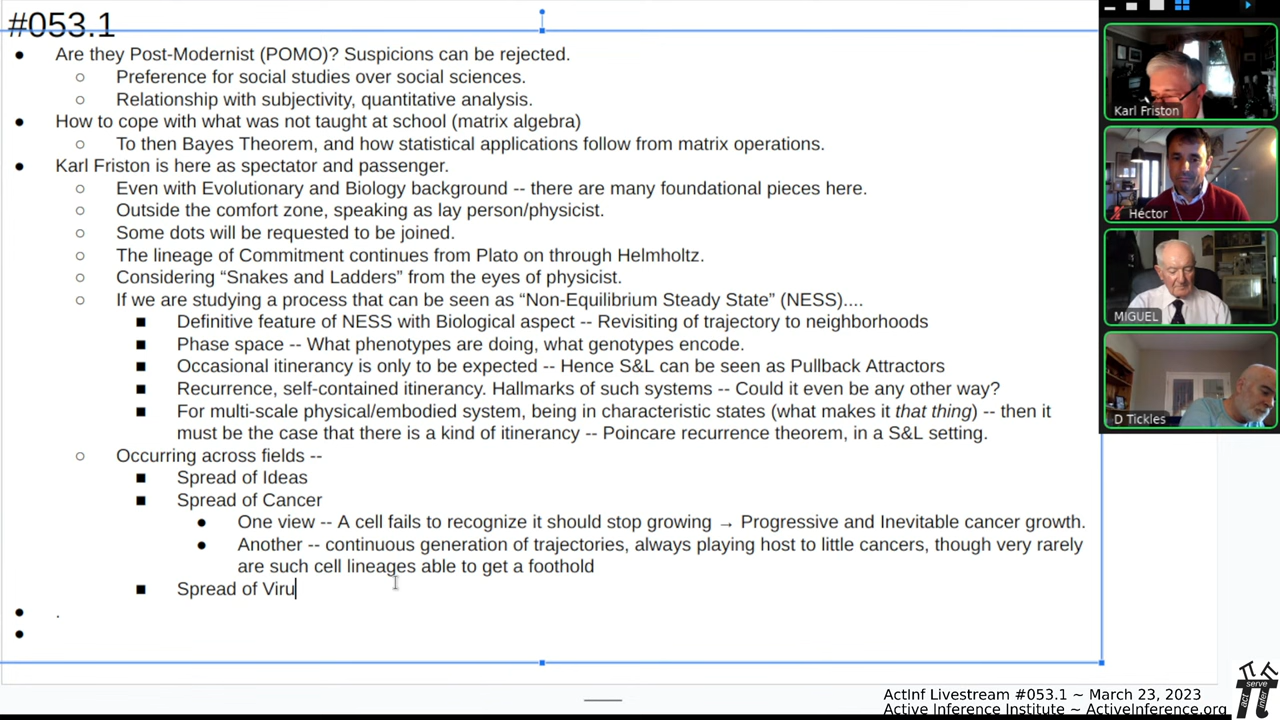 #053.1
● Are they Post-Modernist (POMO)? Suspicions can be rejected.
○ Preference for social studies over social sciences.
○ Relationship with subjectivity, quantitative analysis.
● How to cope with what was not taught at school (matrix algebra)
○ To then Bayes Theorem, and how statistical applications follow from matrix operations.
● Karl Friston is here as spectator and passenger.
○ Even with Evolutionary and Biology background -- there are many foundational pieces here.
○ Outside the comfort zone, speaking as lay person/physicist.
○ Some dots will be requested to be joined.
○ The lineage of Commitment continues from Plato on through Helmholtz.
○ Considering “Snakes and Ladders” from the eyes of physicist.
○ If we are studying a process that can be seen as “Non-Equilibrium Steady State” (NESS)....
■ Definitive feature of NESS with Biological aspect -- Revisiting of trajectory to neighborhoods
■ Phase space -- What phenotypes are doing, what genotypes encode.
■ Occasional itinerancy is only to be expected -- Hence S&L can be seen as Pullback Attractors
■ Recurrence, self-contained itinerancy. Hallmarks of such systems -- Could it even be any other way?
■ For multi-scale physical/embodied system, being in characteristic states (what makes it that thing) -- then it
must be the case that there is a kind of itinerancy -- Poincare recurrence theorem, in a S&L setting.
○ Occurring across fields --
■ Spread of Ideas
■ Spread of Cancer
● One view -- A cell fails to recognize it should stop growing → Progressive and Inevitable cancer growth.
● Another -- continuous generation of trajectories, always playing host to little cancers, though very rarely
are such cell lineages able to get a foothold
■ Spread of Viru
● .
●
Karl Friston
Héctor
MIGUEL
D Tickles
ActInf Livestream #053.1 ~ March 23, 2023
Active Inference Institute ~ ActiveInference.org
act
serve
infer